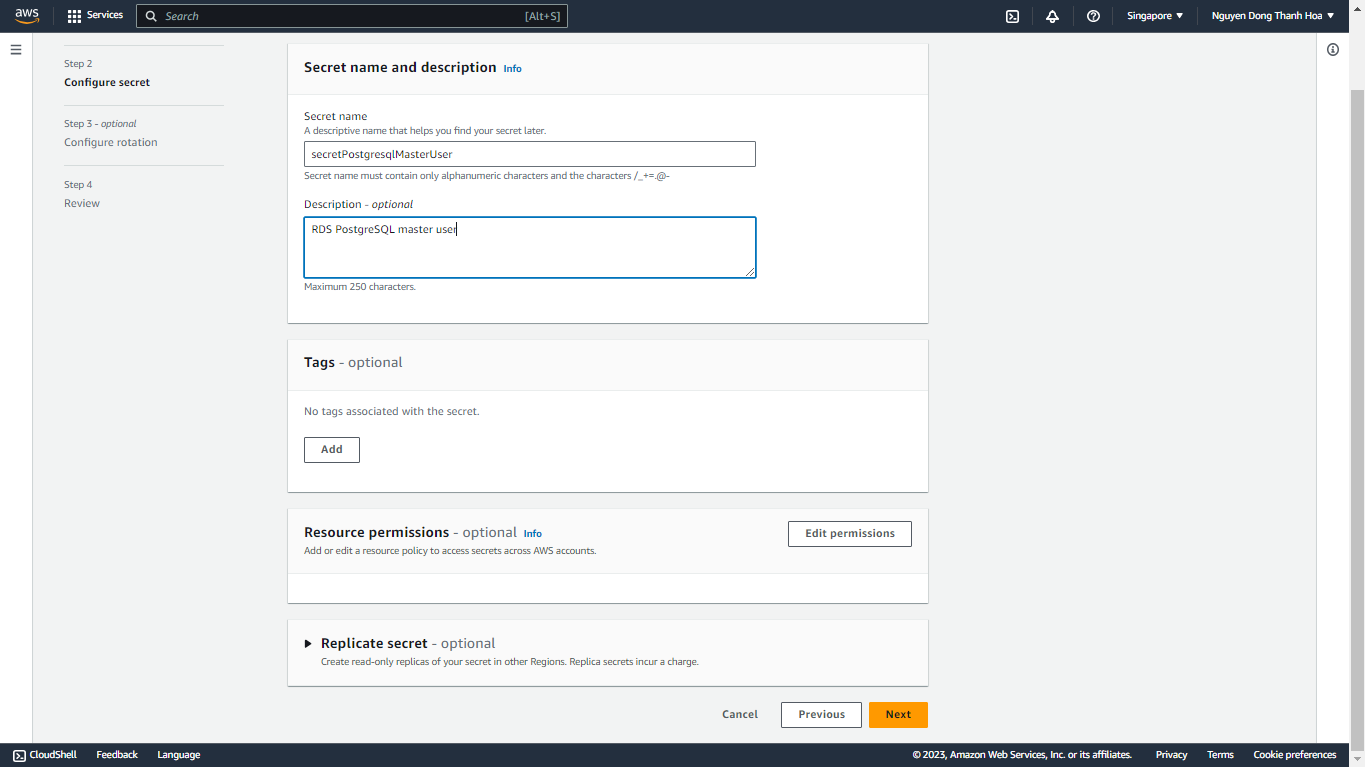 aws
Services
Search
[Alt+S]
Singapore
Nguyen Dong Thanh Hoa
Step 2
Configure secret
Step 3 - optional
Configure rotation
Step 4
Review
Secret name and description Info
Secret name
A descriptive name that helps you find your secret later.
secretPostgresqlMasterUser
Secret name must contain only alphanumeric characters and the characters /_+=.@-
Description - optional
RDS PostgreSQL master user
Maximum 250 characters.
Tags - optional
No tags associated with the secret.
Add
Resource permissions - optional Info
Add or edit a resource policy to access secrets across AWS accounts.
Edit permissions
Replicate secret - optional
Create read-only replicas of your secret in other Regions. Replica secrets incur a charge.
Cancel
Previous
Next
CloudShell
Feedback
Language
© 2023, Amazon Web Services, Inc. or its affiliates.
Privacy
Terms
Cookie preferences